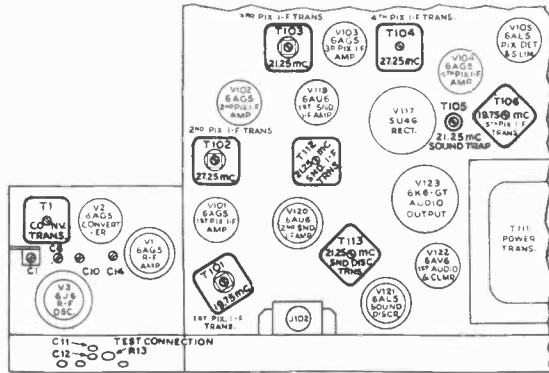 3RD PIX I-F TRANS
T103
21.25 MC
V103
6AG5
3D PIX I-F
AMP
4TH PIX I-F TRANS.
T104
27.25 MC
V104
6AG5
4TH PIX I-F
AMP
V105
6AL5
PIX DET
& S.LIM.
V102
6AG5
2ND PIX I-F
AMP
V118
6AU6
1ST SND
I-F AMP
V117
5U4G
RECT.
T105
21.25 MC
SOUND TRAP
T106
19.75 MC
5TH PIX I-F
TRANS.
2ND PIX I-F TRANS
T102
27.25 MC
T112
21.25 MC
SND. I-F
TRNS
V123
6K6-GT
AUDIO
OUTPUT
T111
POWER
TRANS.
T1
CONV.
TRANS.
V2
6AG5
CONVERT
-ER
V101
6AG5
1ST PIX I-F
AMP
V120
6AU6
2ND SND
I-F AMP
V1
6AG5
R-F
AMP
C1
C9
C10
C14
T113
21.25 MC
SND DISC.
TRNS.
V122
6AV6
1ST AUDIO
& CLMP.
V3
6J6
R-F
OSC.
T101
19.75 MC
1ST PIX. I-F
TRANS.
J102
V121
6AL5
SOUND
DISCR.
C11
C12
TEST CONNECTION
R13